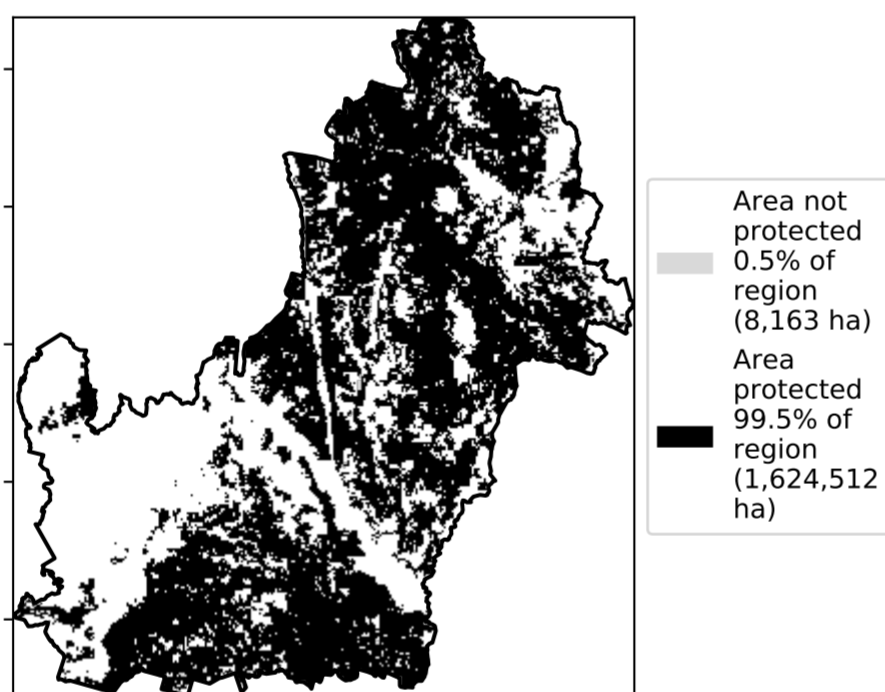 Area not
protected
0.5% of
region
(8,163 ha)
Area
protected
99.5% of
region
(1,624,512
ha)